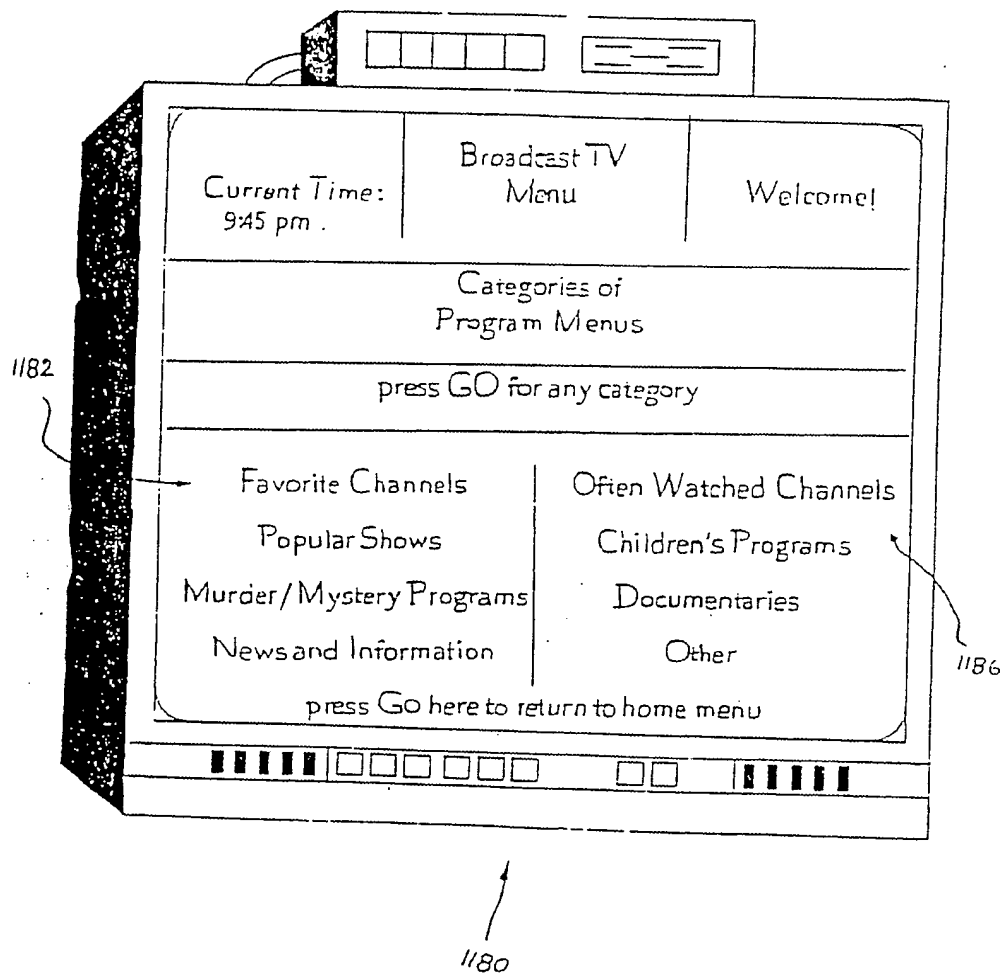 Current Time:
9:45 pm .
Broadcast TV
Menu
Welcome!
Categories of
Program Menus
press GO for any category
1182
Favorite Channels
Popular Shows
Murder/Mystery Programs
News and Information
Often Watched Channels
Children's Programs
Documentaries
Other
1186
press Go here to return to home menu
1180